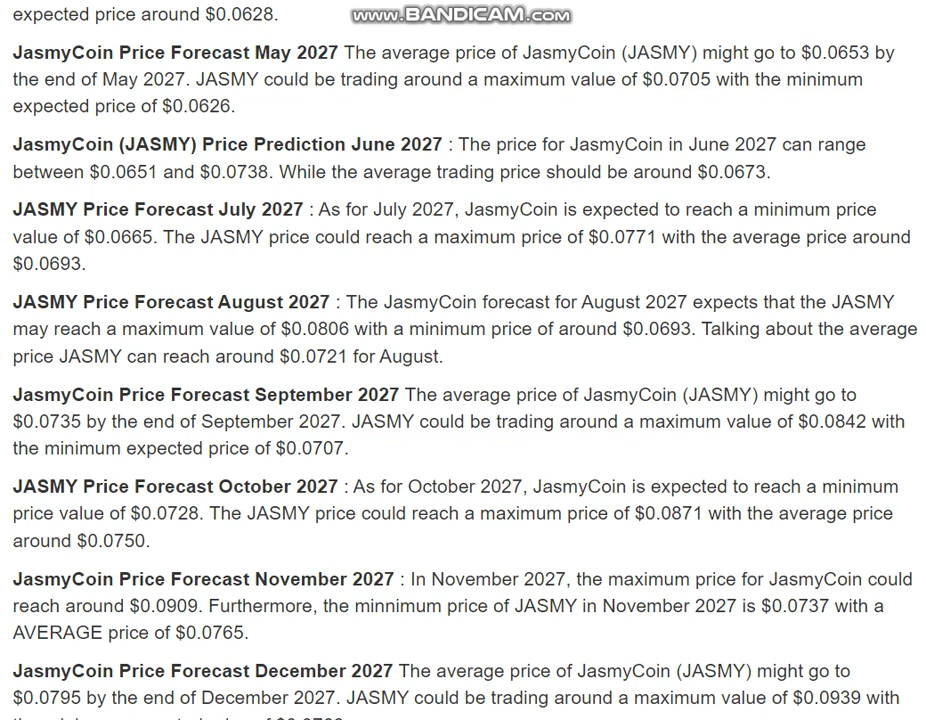 expected price around $0.0628.
www.BANDICAM.com
JasmyCoin Price Forecast May 2027 The average price of JasmyCoin (JASMY) might go to $0.0653 by
the end of May 2027. JASMY could be trading around a maximum value of $0.0705 with the minimum
expected price of $0.0626.
JasmyCoin (JASMY) Price Prediction June 2027 : The price for JasmyCoin in June 2027 can range
between $0.0651 and $0.0738. While the average trading price should be around $0.0673.
JASMY Price Forecast July 2027 : As for July 2027, JasmyCoin is expected to reach a minimum price
value of $0.0665. The JASMY price could reach a maximum price of $0.0771 with the average price around
$0.0693.
JASMY Price Forecast August 2027 : The JasmyCoin forecast for August 2027 expects that the JASMY
may reach a maximum value of $0.0806 with a minimum price of around $0.0693. Talking about the average
price JASMY can reach around $0.0721 for August.
JasmyCoin Price Forecast September 2027 The average price of JasmyCoin (JASMY) might go to
$0.0735 by the end of September 2027. JASMY could be trading around a maximum value of $0.0842 with
the minimum expected price of $0.0707.
JASMY Price Forecast October 2027 : As for October 2027, JasmyCoin is expected to reach a minimum
price value of $0.0728. The JASMY price could reach a maximum price of $0.0871 with the average price
around $0.0750.
JasmyCoin Price Forecast November 2027 : In November 2027, the maximum price for JasmyCoin could
reach around $0.0909. Furthermore, the minnimum price of JASMY in November 2027 is $0.0737 with a
AVERAGE price of $0.0765.
JasmyCoin Price Forecast December 2027 The average price of JasmyCoin (JASMY) might go to
$0.0795 by the end of December 2027. JASMY could be trading around a maximum value of $0.0939 with